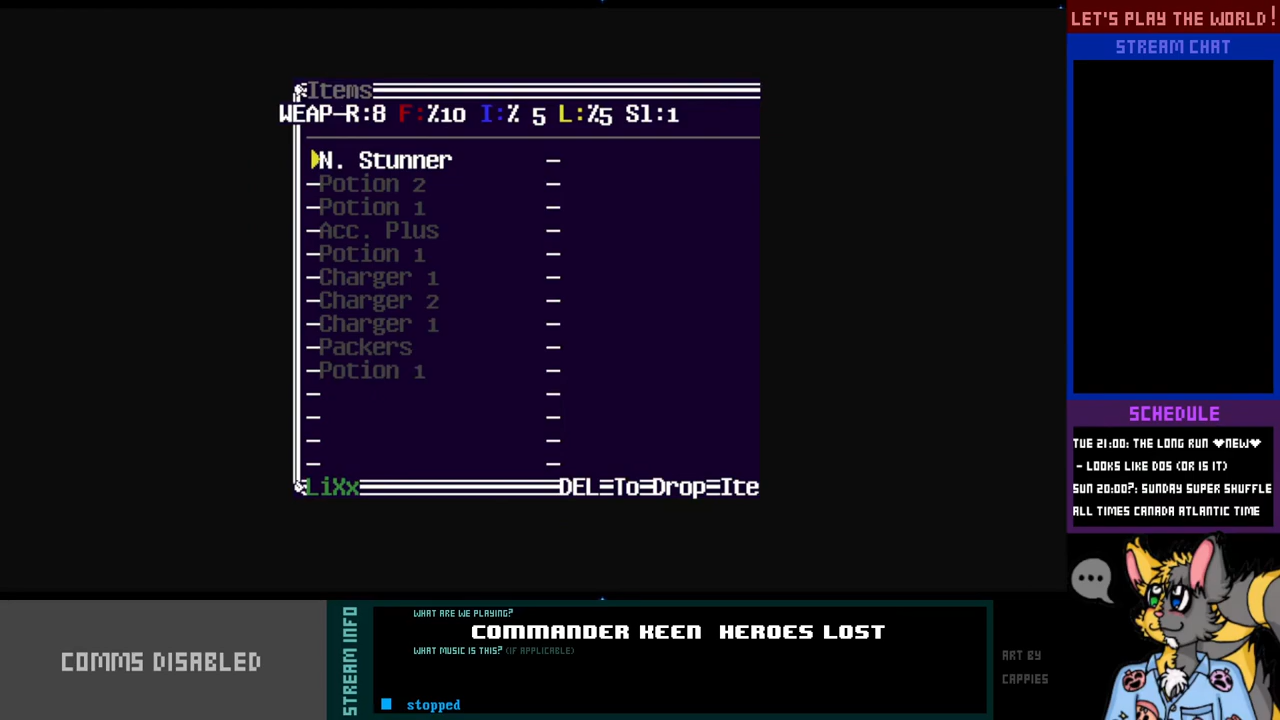 Items
WEAP-R:8 F:%10 I:% 5 L:%5 Sl:1
N. Stunner
Potion 2
Potion 1
Acc. Plus
Potion 1
Charger 1
Charger 2
Charger 1
Packers
Potion 1
LiXx
DEL=To=Drop=Ite
LET'S PLAY THE WORLD!
STREAM CHAT
SCHEDULE
TUE 21:00: THE LONG RUN ♥NEW♥
- LOOKS LIKE DOS (OR IS IT)
SUN 20:00?: SUNDAY SUPER SHUFFLE
ALL TIMES CANADA ATLANTIC TIME
COMMS DISABLED
STREAM INFO
WHAT ARE WE PLAYING?
COMMANDER KEEN HEROES LOST
WHAT MUSIC IS THIS? (IF APPLICABLE)
stopped
ART BY
CAPPIES